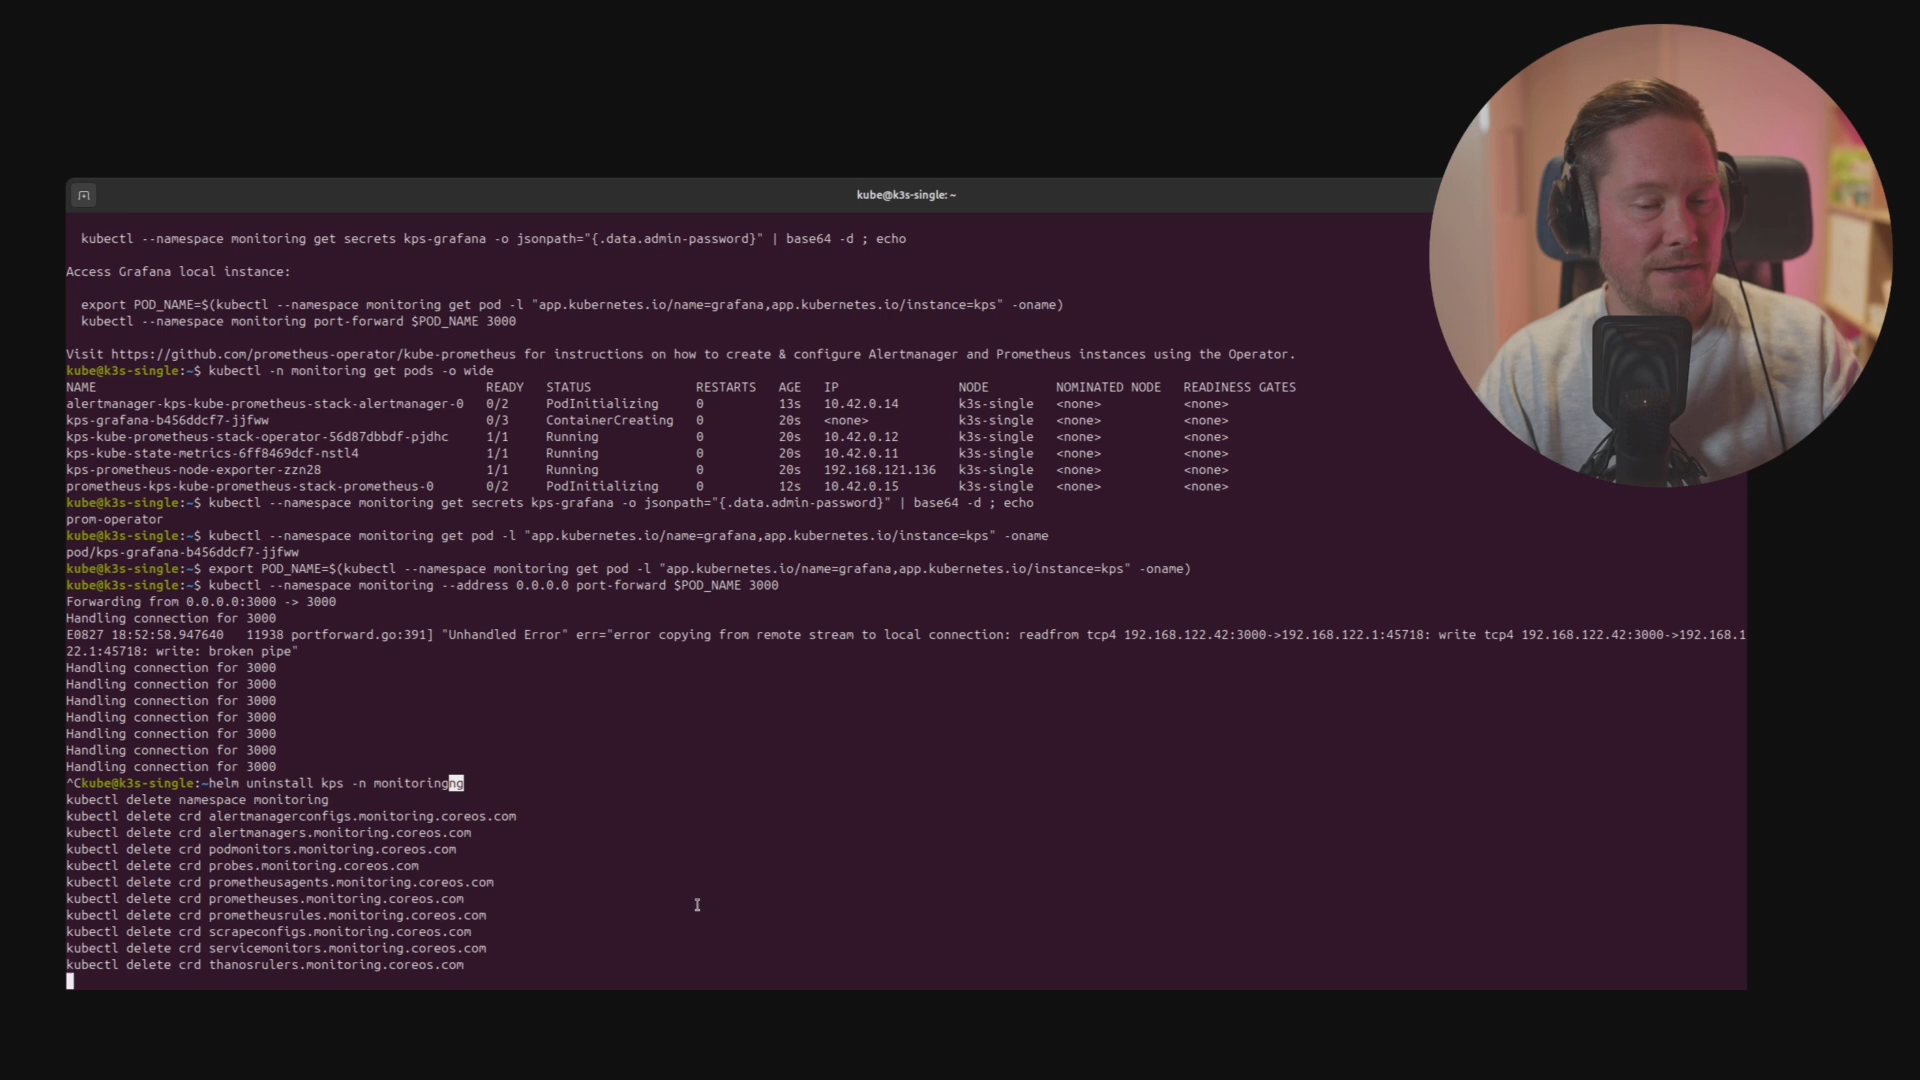 kube@k3s-single: ~
kubectl --namespace monitoring get secrets kps-grafana -o jsonpath="{.data.admin-password}" | base64 -d ; echo
Access Grafana local instance:
export POD_NAME=$(kubectl --namespace monitoring get pod -l "app.kubernetes.io/name=grafana,app.kubernetes.io/instance=kps" -oname)
kubectl --namespace monitoring port-forward $POD_NAME 3000
Visit https://github.com/prometheus-operator/kube-prometheus for instructions on how to create & configure Alertmanager and Prometheus instances using the Operator.
kube@k3s-single:~$ kubectl -n monitoring get pods -o wide
NAME READY STATUS RESTARTS AGE IP NODE NOMINATED NODE READINESS GATES
alertmanager-kps-kube-prometheus-stack-alertmanager-0 0/2 PodInitializing 0 13s 10.42.0.14 k3s-single <none> <none>
kps-grafana-b456ddcf7-jjfww 0/3 ContainerCreating 0 20s <none> k3s-single <none> <none>
kps-kube-prometheus-stack-operator-56d87dbbdf-pjdhc 1/1 Running 0 20s 10.42.0.12 k3s-single <none> <none>
kps-kube-state-metrics-6ff8469dcf-nstl4 1/1 Running 0 20s 10.42.0.11 k3s-single <none> <none>
kps-prometheus-node-exporter-zzn28 1/1 Running 0 20s 192.168.121.136 k3s-single <none> <none>
prometheus-kps-kube-prometheus-stack-prometheus-0 0/2 PodInitializing 0 12s 10.42.0.15 k3s-single <none> <none>
kube@k3s-single:~$ kubectl --namespace monitoring get secrets kps-grafana -o jsonpath="{.data.admin-password}" | base64 -d ; echo
prom-operator
kube@k3s-single:~$ kubectl --namespace monitoring get pod -l "app.kubernetes.io/name=grafana,app.kubernetes.io/instance=kps" -oname
pod/kps-grafana-b456ddcf7-jjfww
kube@k3s-single:~$ export POD_NAME=$(kubectl --namespace monitoring get pod -l "app.kubernetes.io/name=grafana,app.kubernetes.io/instance=kps" -oname)
kube@k3s-single:~$ kubectl --namespace monitoring --address 0.0.0.0 port-forward $POD_NAME 3000
Forwarding from 0.0.0.0:3000 -> 3000
Handling connection for 3000
E0827 18:52:58.947640 11938 portforward.go:391] "Unhandled Error" err="error copying from remote stream to local connection: readfrom tcp4 192.168.122.42:3000->192.168.122.1:45718: write tcp4 192.168.122.42:3000->192.168.1
22.1:45718: write: broken pipe"
Handling connection for 3000
Handling connection for 3000
Handling connection for 3000
Handling connection for 3000
Handling connection for 3000
Handling connection for 3000
Handling connection for 3000
^Ckube@k3s-single:~helm uninstall kps -n monitoringng
kubectl delete namespace monitoring
kubectl delete crd alertmanagerconfigs.monitoring.coreos.com
kubectl delete crd alertmanagers.monitoring.coreos.com
kubectl delete crd podmonitors.monitoring.coreos.com
kubectl delete crd probes.monitoring.coreos.com
kubectl delete crd prometheusagents.monitoring.coreos.com
kubectl delete crd prometheuses.monitoring.coreos.com
kubectl delete crd prometheusrules.monitoring.coreos.com
kubectl delete crd scrapeconfigs.monitoring.coreos.com
kubectl delete crd servicemonitors.monitoring.coreos.com
kubectl delete crd thanosrulers.monitoring.coreos.com